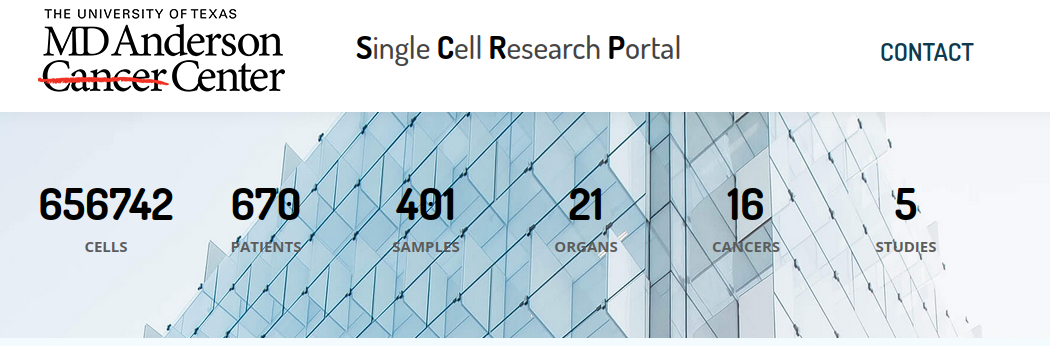 THE UNIVERSITY OF TEXAS
MD Anderson
Cancer Center
Single Cell Research Portal
CONTACT
656742 670 401 21 16 5
CELLS PATIENTS SAMPLES ORGANS CANCERS STUDIES